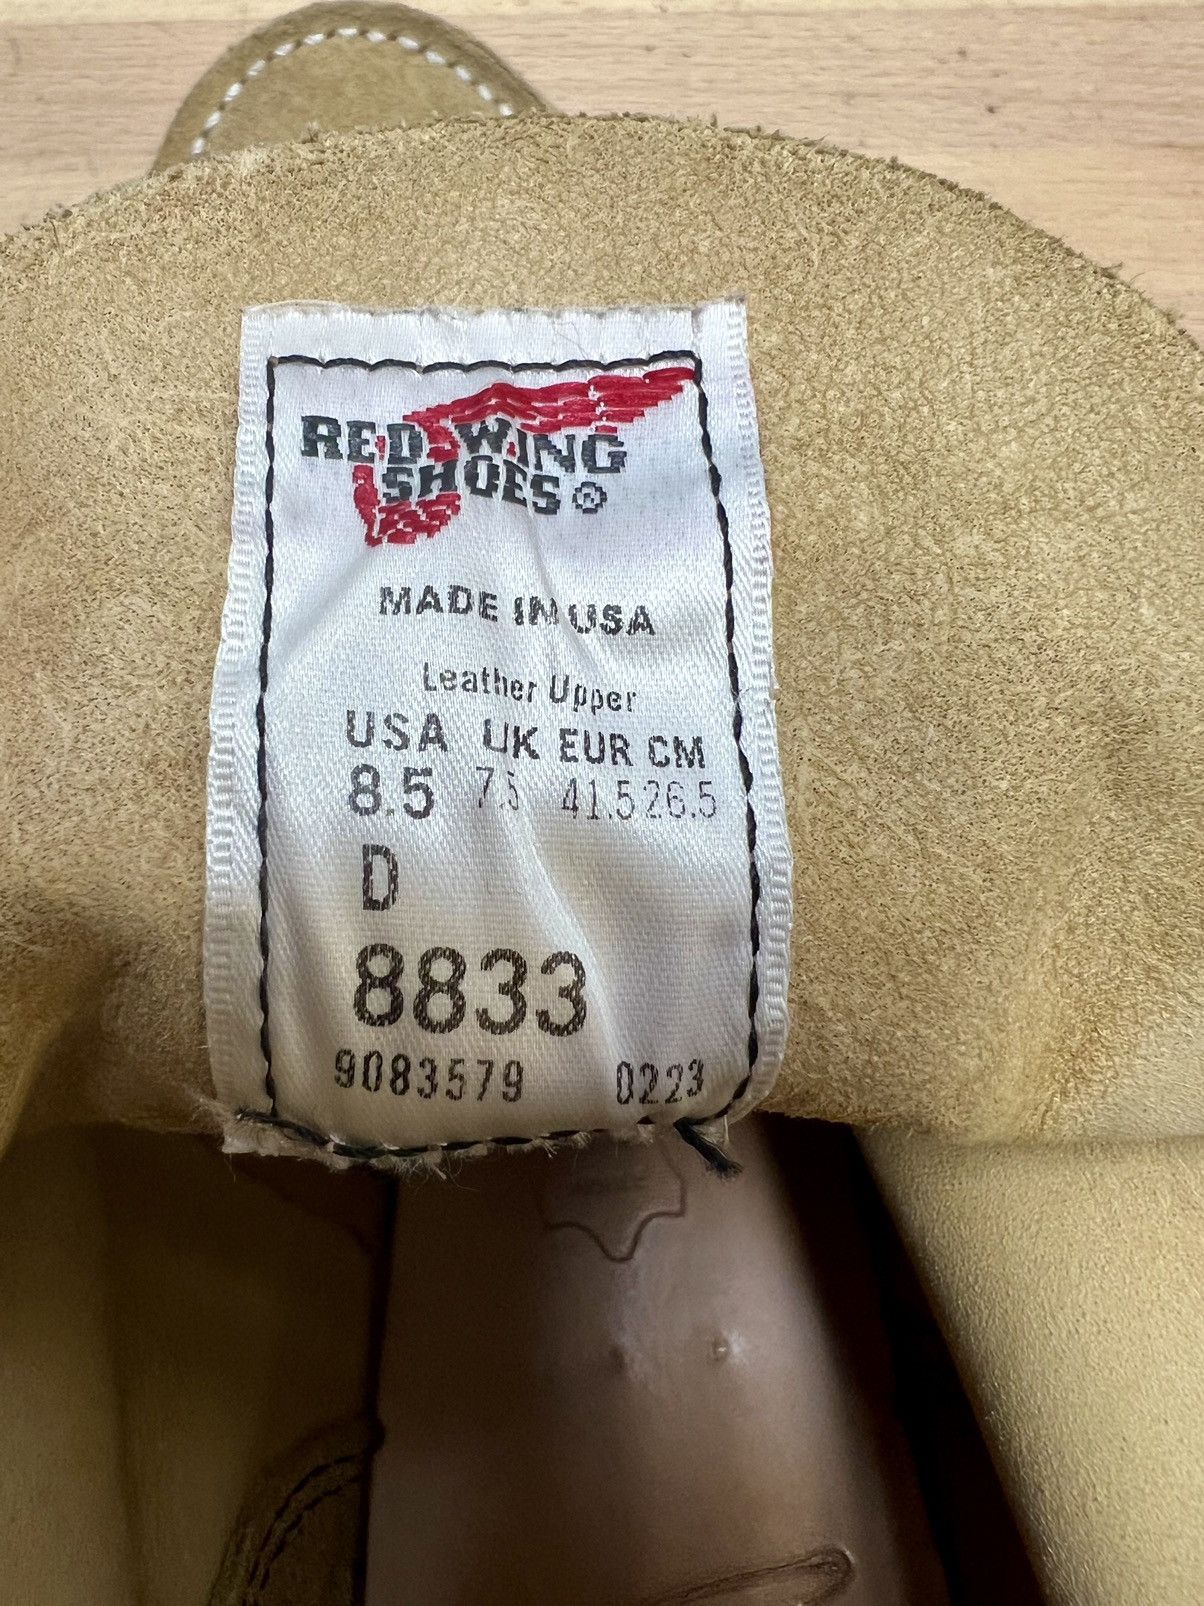 RED WING
SHOES ®
MADE IN USA
Leather Upper
USA UK EUR CM
8.5 7.5 41.5 26.5
D
8833
9083579 0223